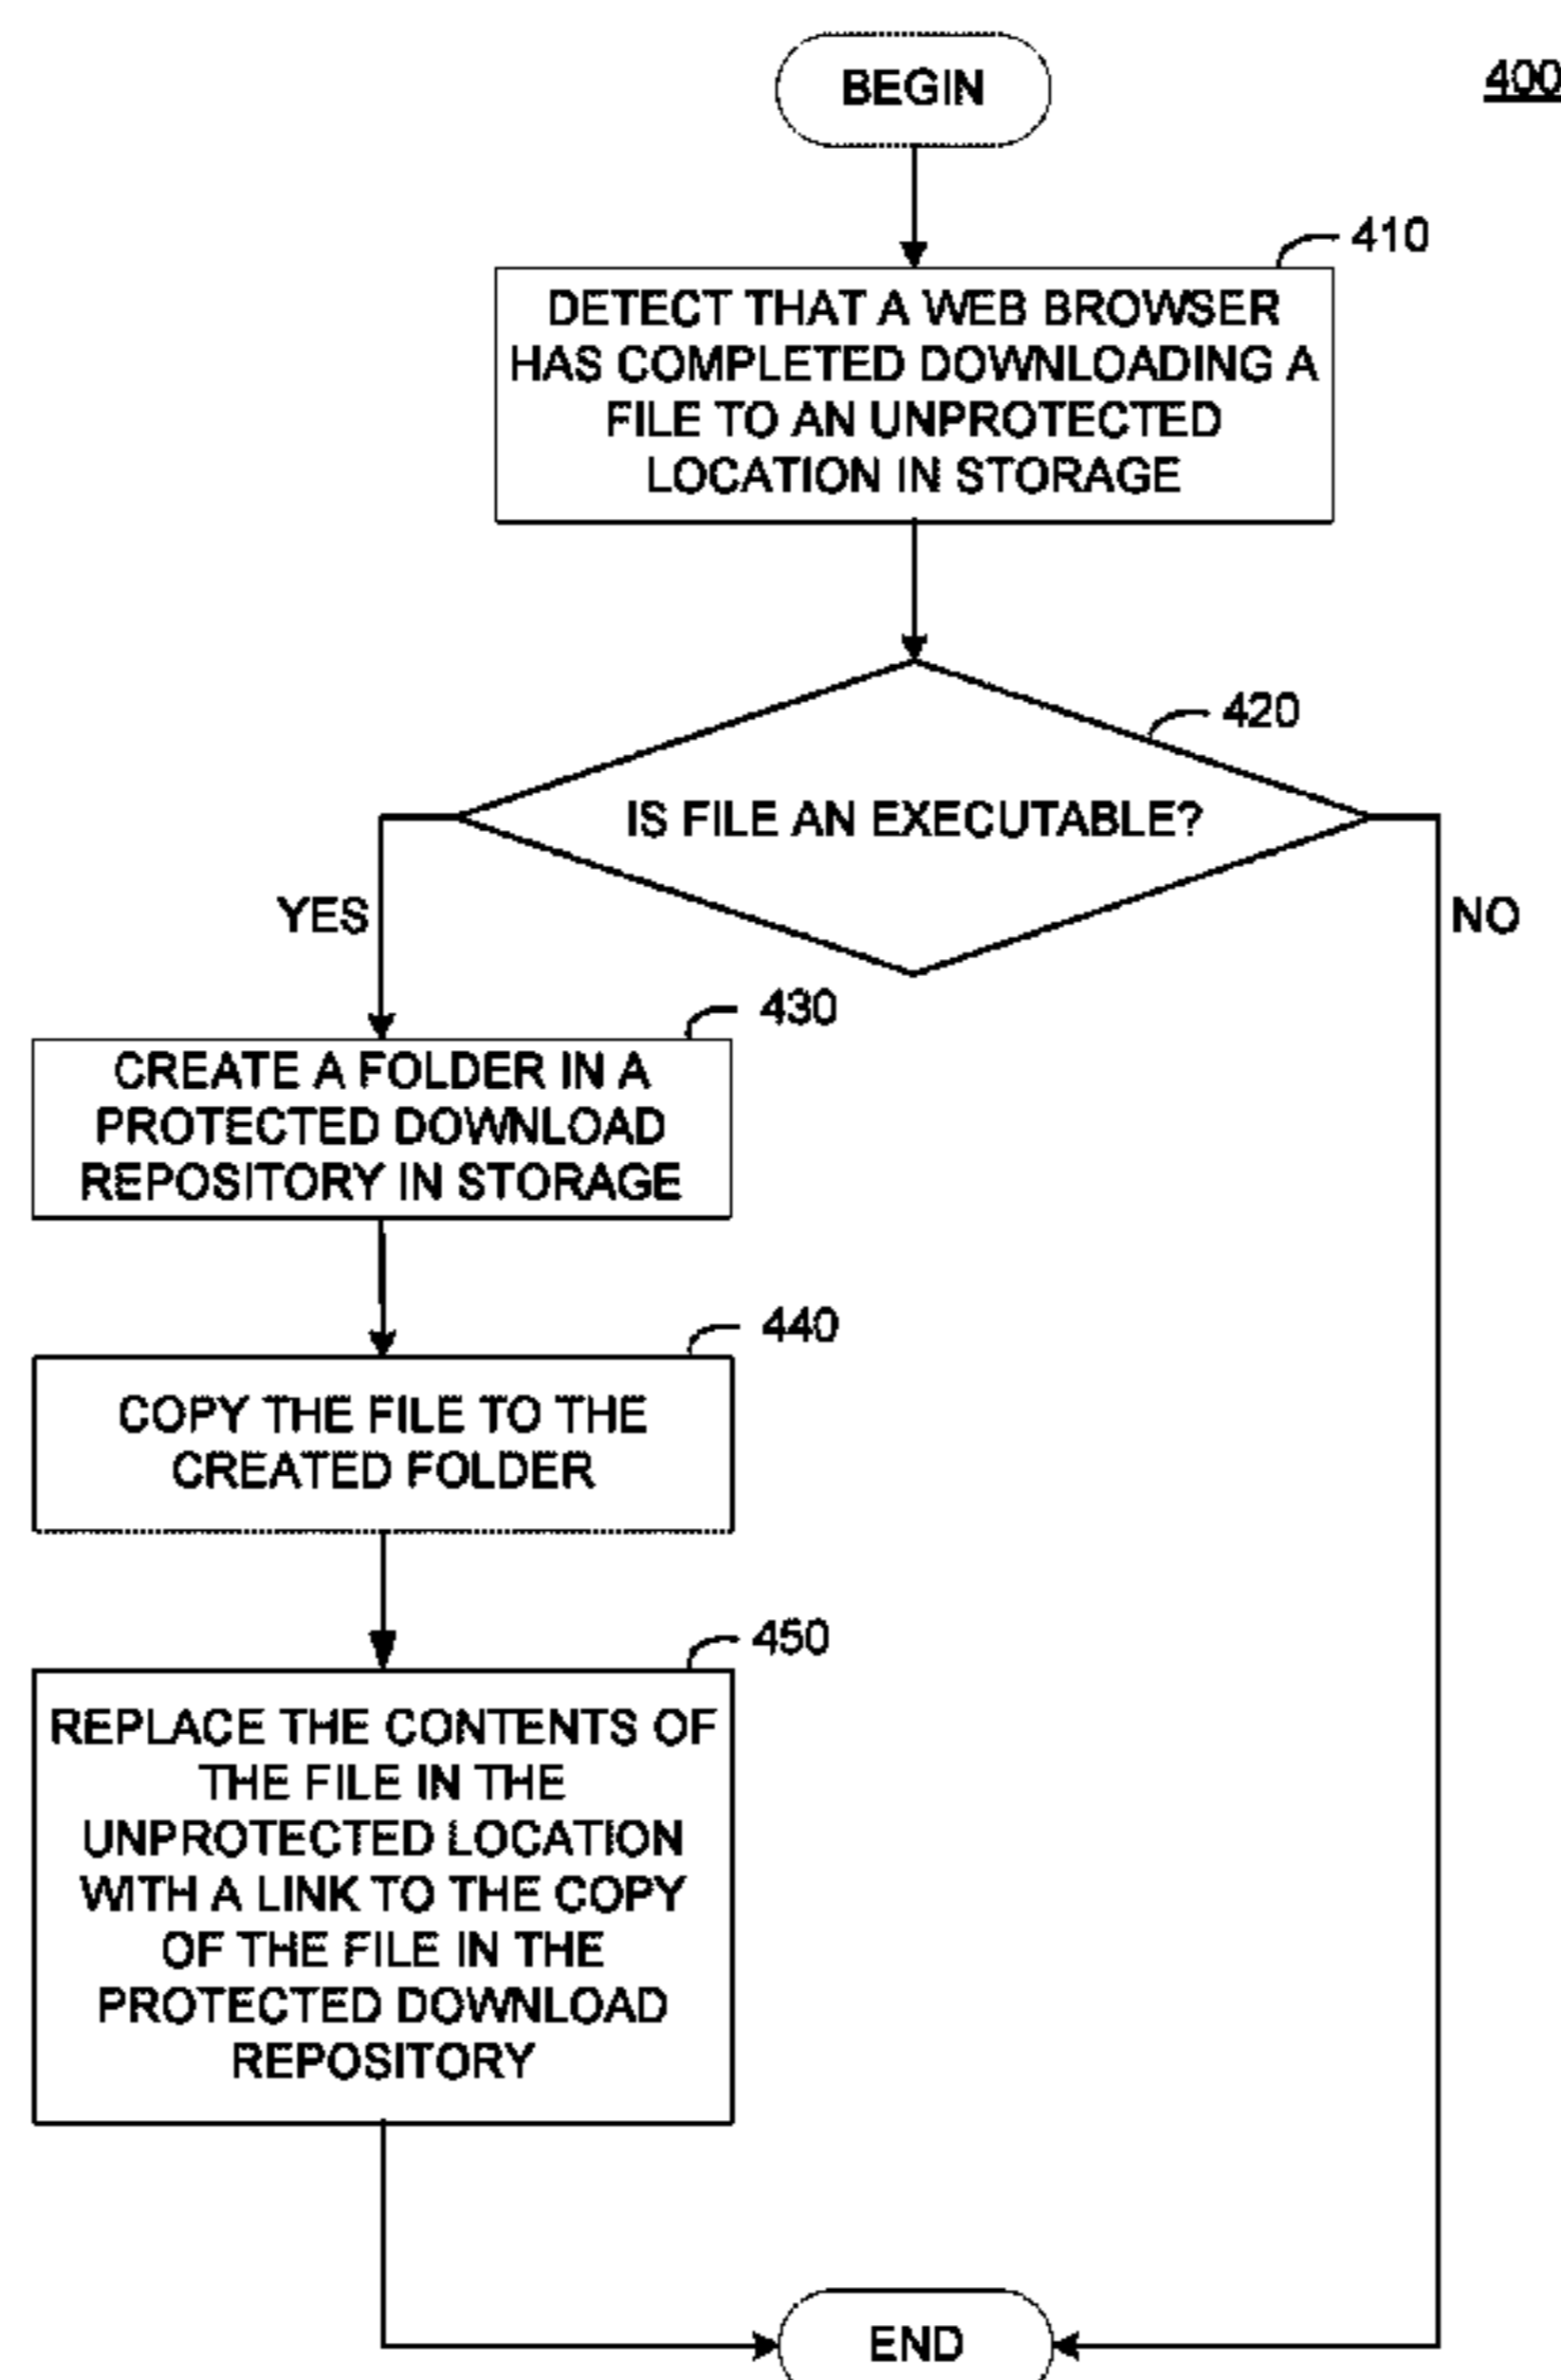 BEGIN
400
410
DETECT THAT A WEB BROWSER
HAS COMPLETED DOWNLOADING A
FILE TO AN UNPROTECTED
LOCATION IN STORAGE
420
IS FILE AN EXECUTABLE?
YES
NO
430
CREATE A FOLDER IN A
PROTECTED DOWNLOAD
REPOSITORY IN STORAGE
440
COPY THE FILE TO THE
CREATED FOLDER
450
REPLACE THE CONTENTS OF
THE FILE IN THE
UNPROTECTED LOCATION
WITH A LINK TO THE COPY
OF THE FILE IN THE
PROTECTED DOWNLOAD
REPOSITORY
END